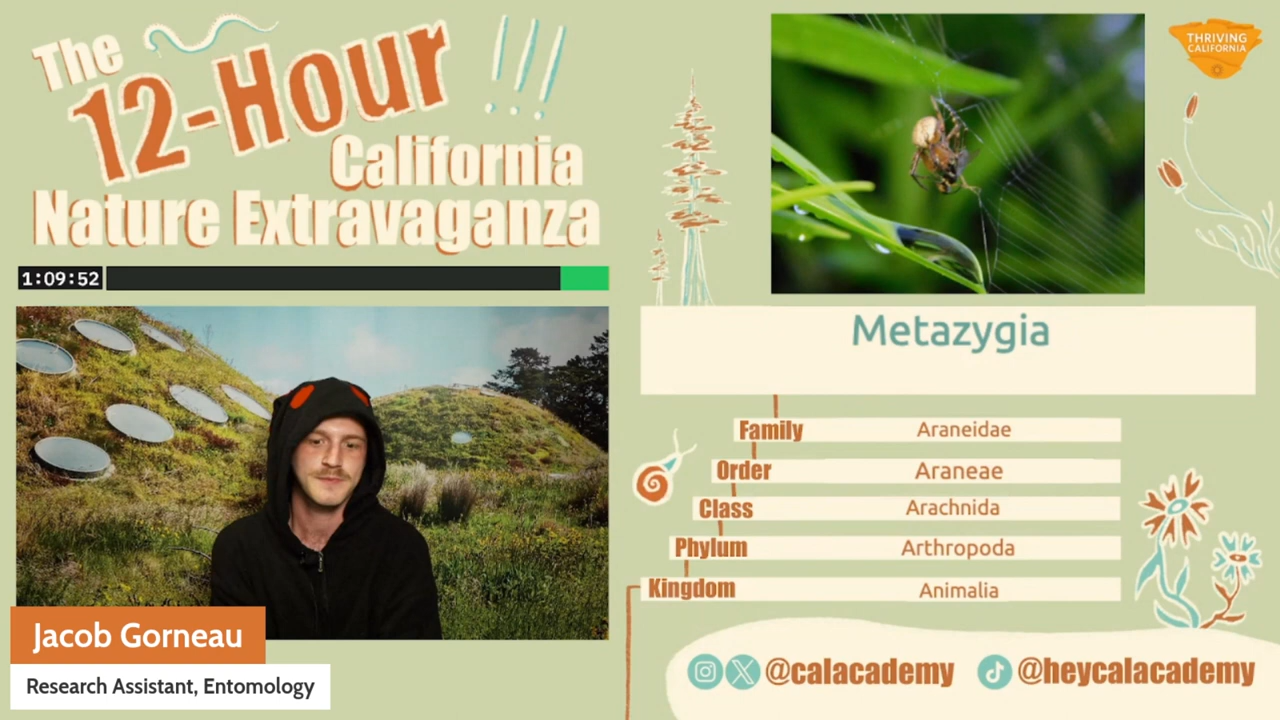 The
12-Hour
!!!
California
Nature Extravaganza
1:09:52
Jacob Gorneau
Research Assistant, Entomology
THRIVING
CALIFORNIA
Metazygia
Family Araneidae
Order Araneae
Class Arachnida
Phylum Arthropoda
Kingdom Animalia
@calacademy @heycalacademy